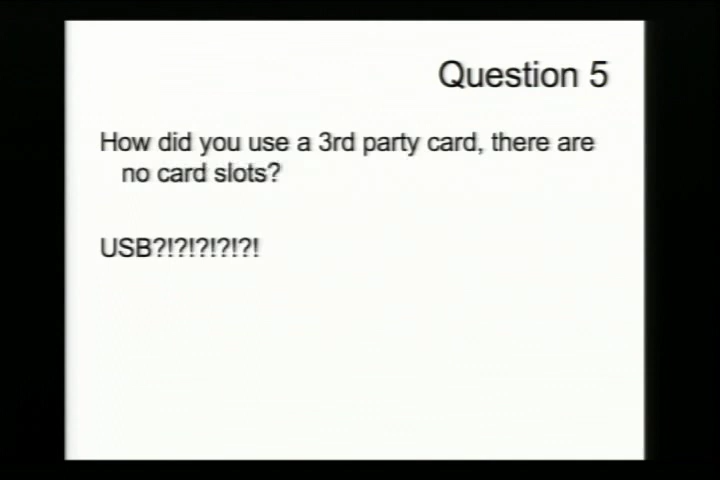 Question 5
How did you use a 3rd party card, there are
no card slots?
USB?!?!?!?!?!